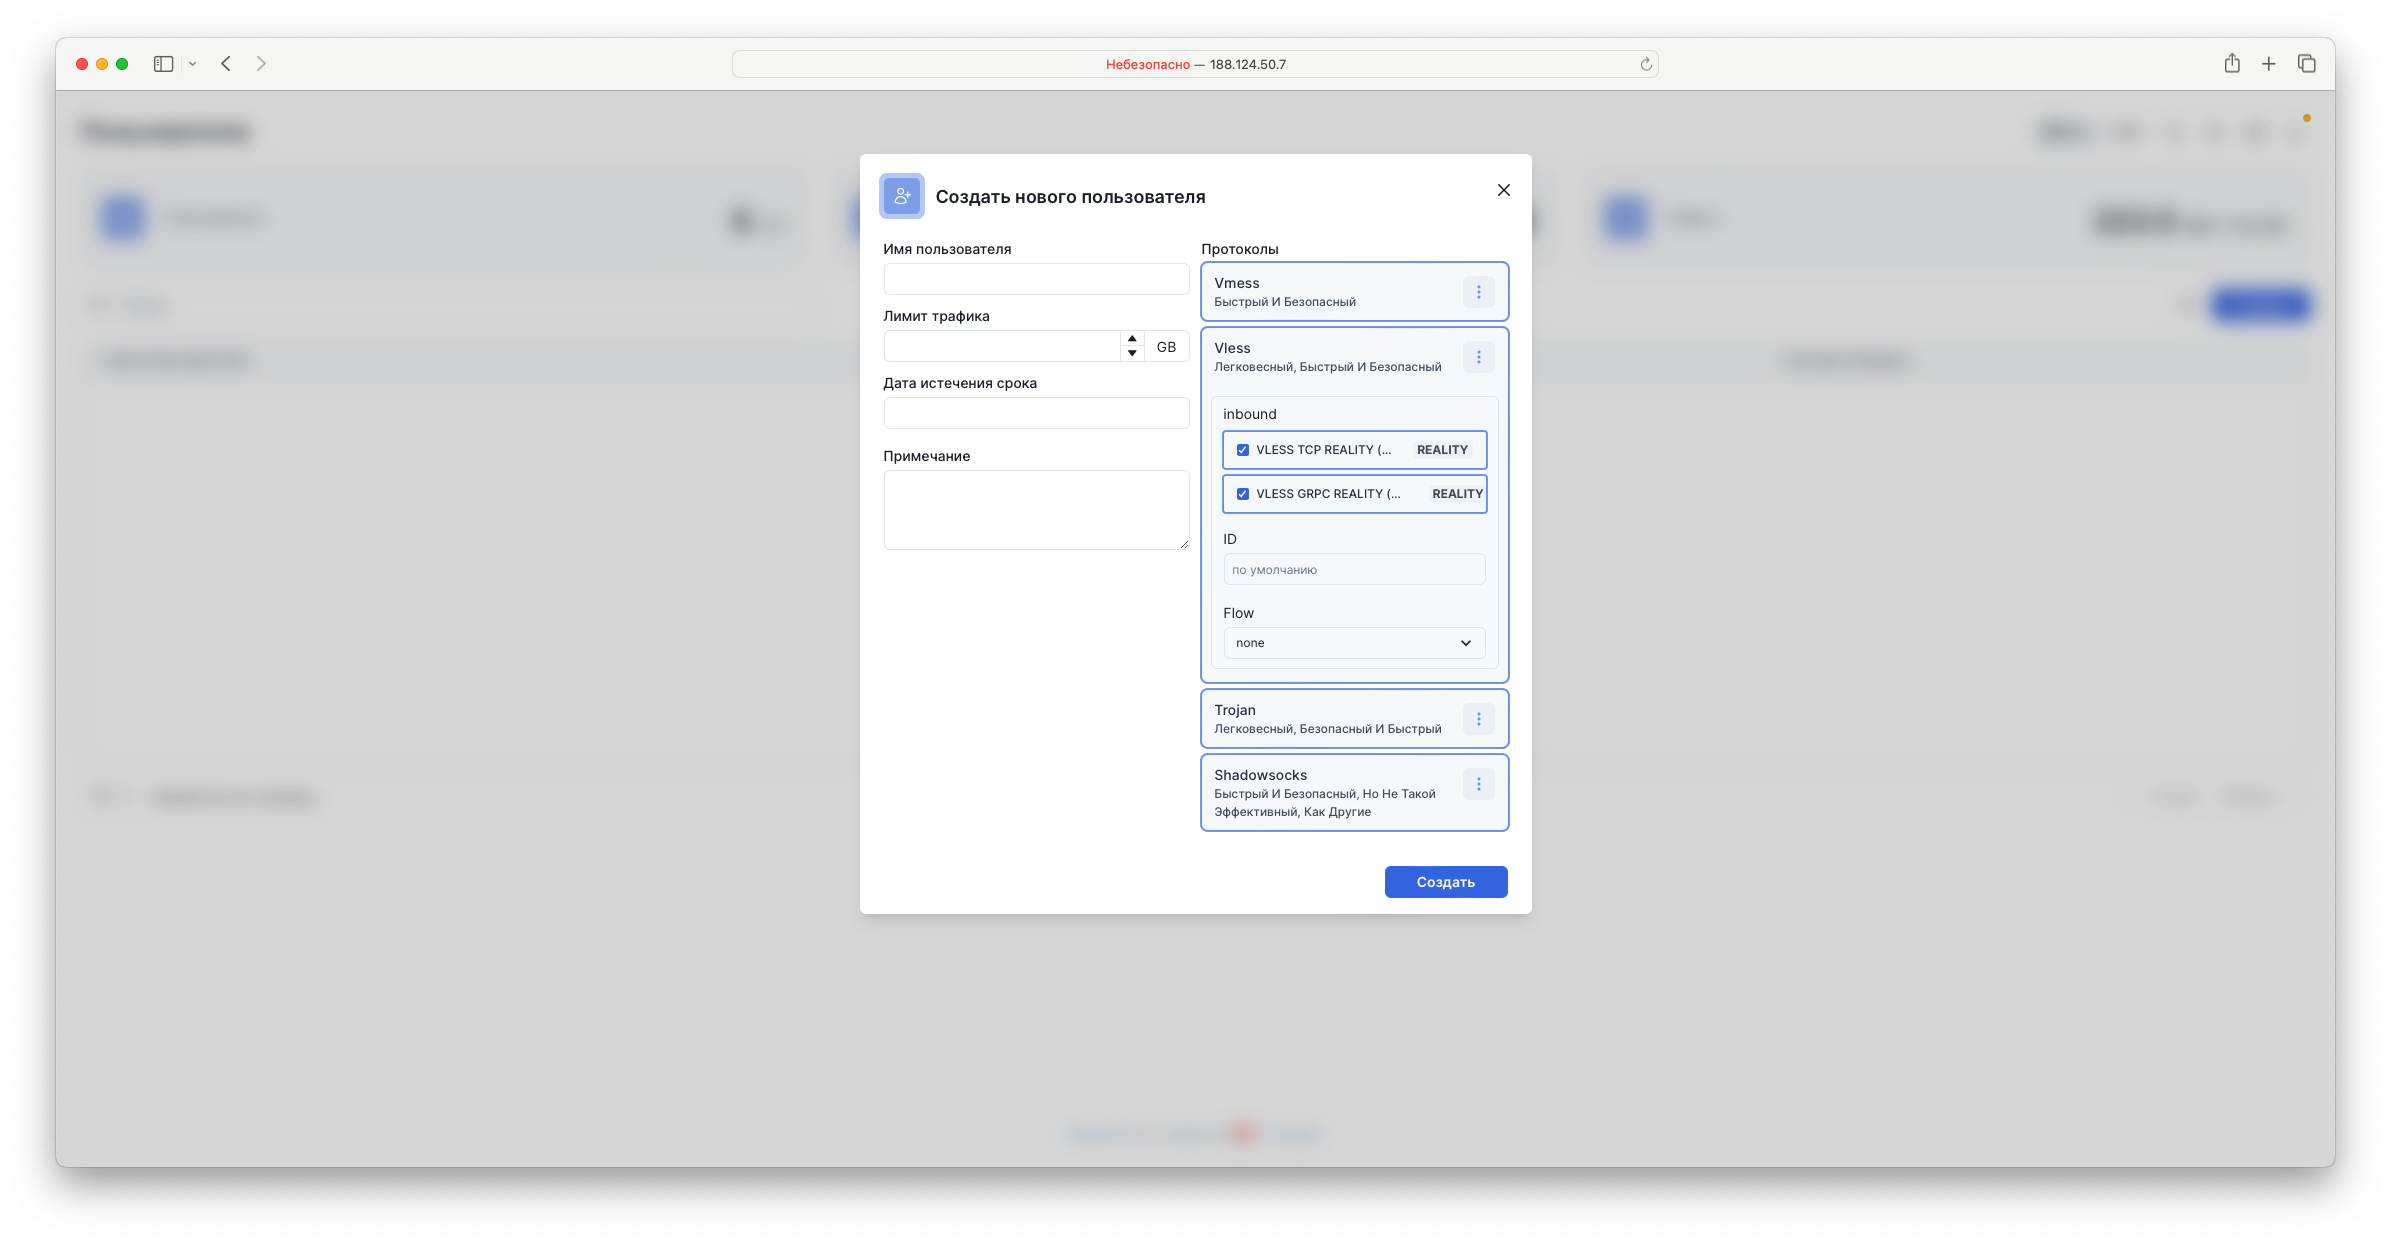 Небезопасно — 188.124.50.7
Создать нового пользователя
Имя пользователя
Лимит трафика
GB
Дата истечения срока
Примечание
Протоколы
Vmess
Быстрый И Безопасный
Vless
Легковесный, Быстрый И Безопасный
inbound
VLESS TCP REALITY (... REALITY
VLESS GRPC REALITY (... REALITY
ID
по умолчанию
Flow
none
Trojan
Легковесный, Безопасный И Быстрый
Shadowsocks
Быстрый И Безопасный, Но Не Такой
Эффективный, Как Другие
Создать